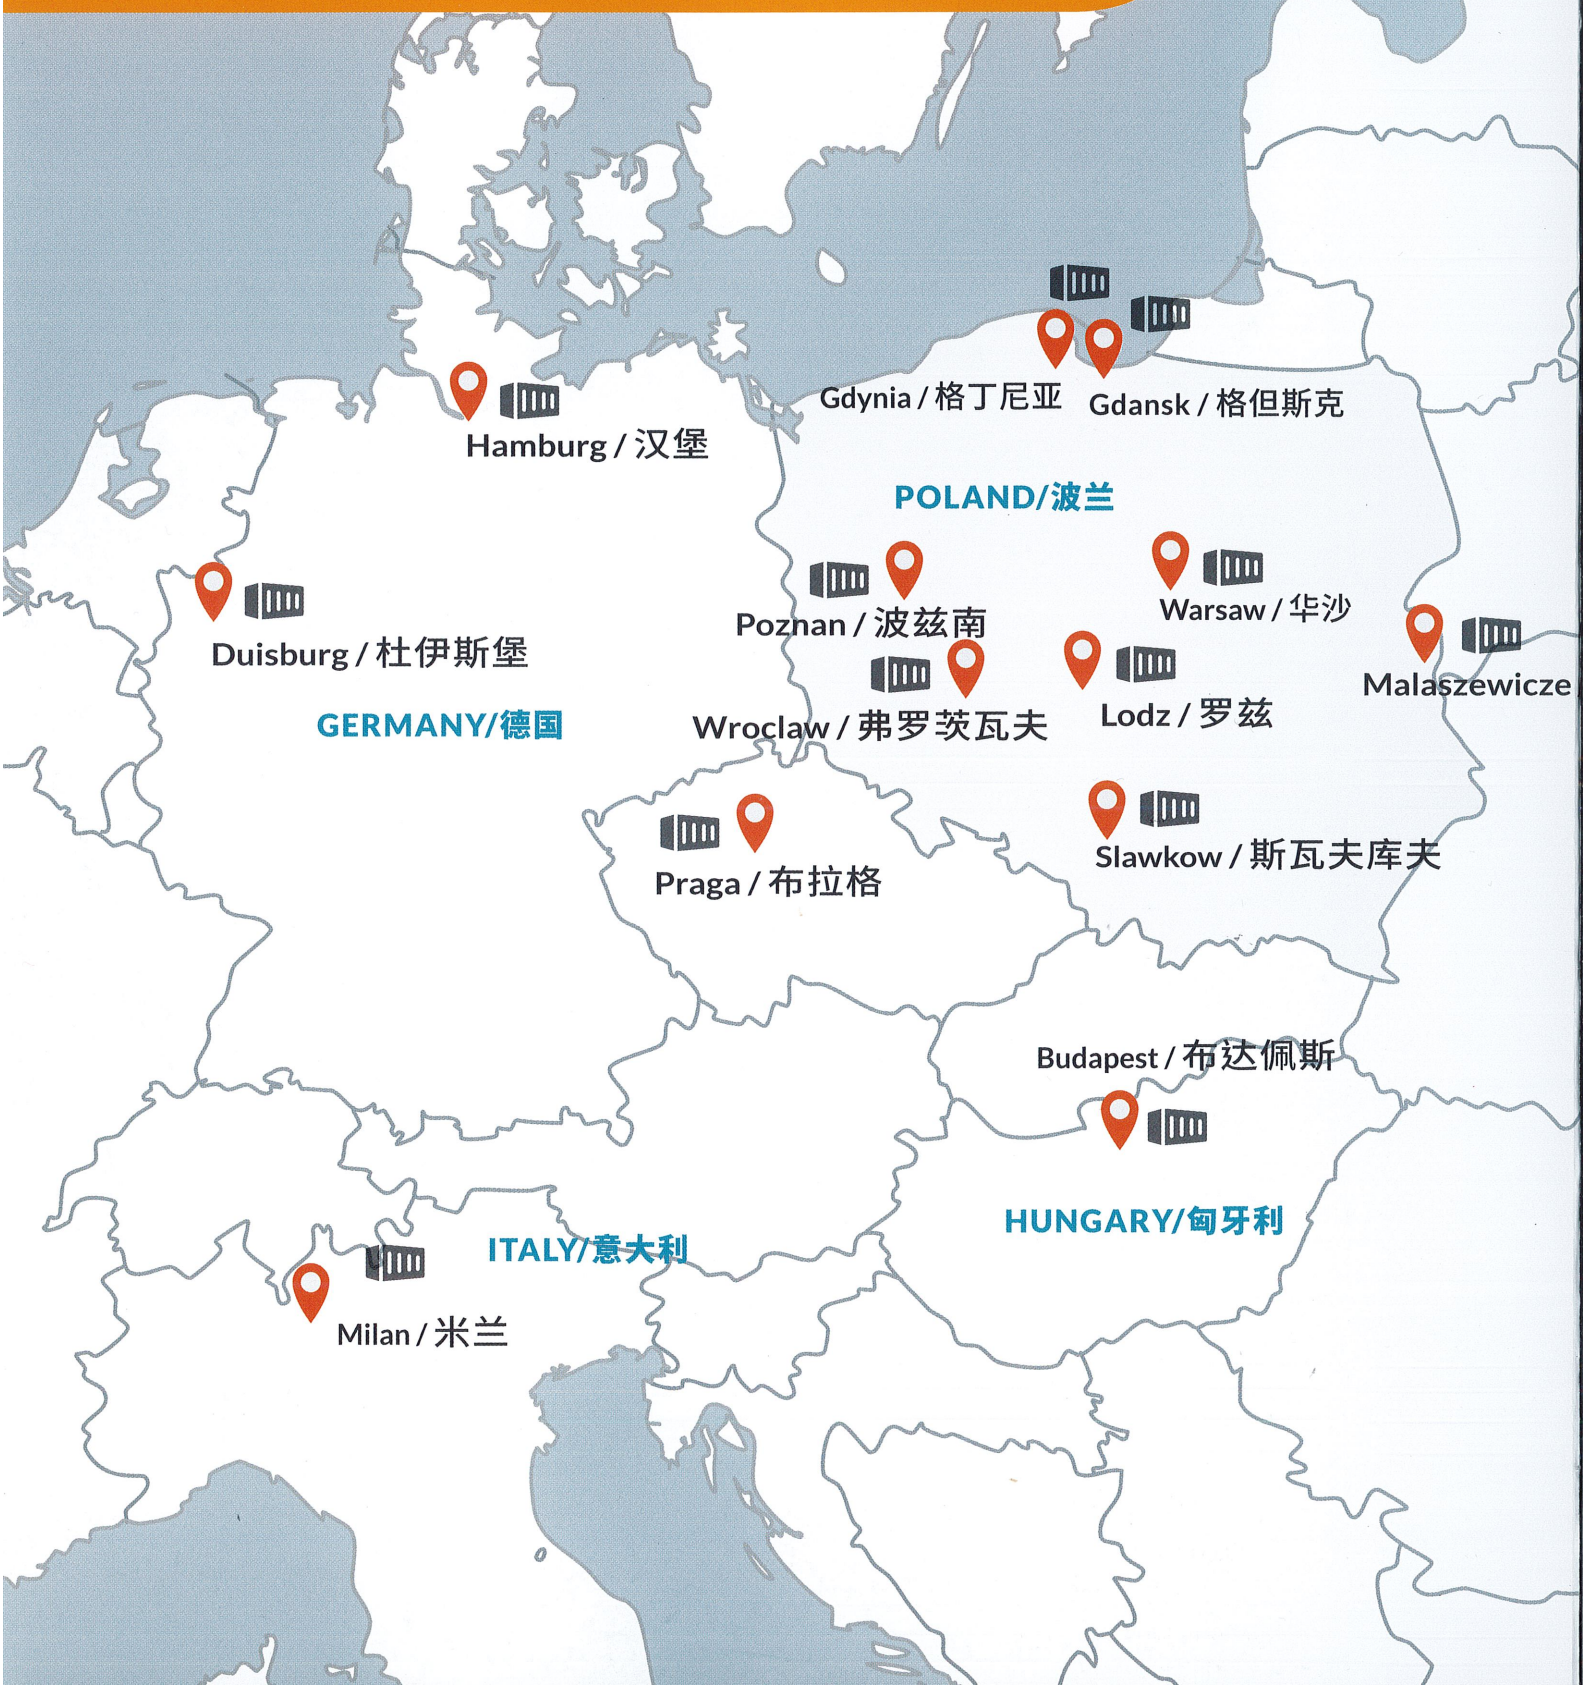 Gdynia / 格丁尼亚
Gdansk / 格但斯克
Hamburg / 汉堡
POLAND/波兰
Poznan / 波兹南
Warsaw / 华沙
Duisburg / 杜伊斯堡
Malaszewicze
GERMANY/德国
Wroclaw / 弗罗茨瓦夫
Lodz / 罗兹
Praga / 布拉格
Slawkow / 斯瓦夫库夫
Budapest / 布达佩斯
HUNGARY/匈牙利
ITALY/意大利
Milan / 米兰